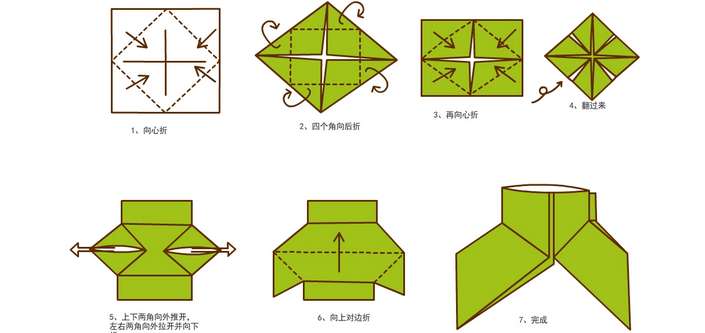 1、向心折
2、四个角向后折
3、再向心折
4、翻过来
5、上下两角向外推开,
左右两角向外拉开并向下
6、向上对边折
7、完成